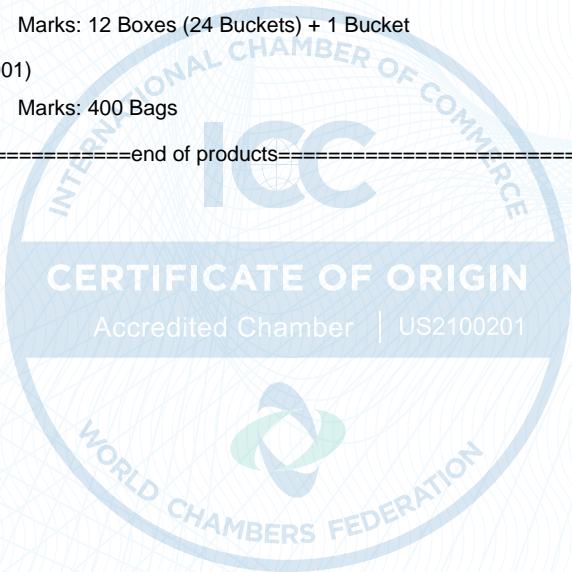 Marks: 12 Boxes (24 Buckets) + 1 Bucket
01)
Marks: 400 Bags
===========end of products=========================
INTERNATIONAL CHAMBER OF COMMERCE
ICC
CERTIFICATE OF ORIGIN
Accredited Chamber | US2100201
WORLD CHAMBERS FEDERATION